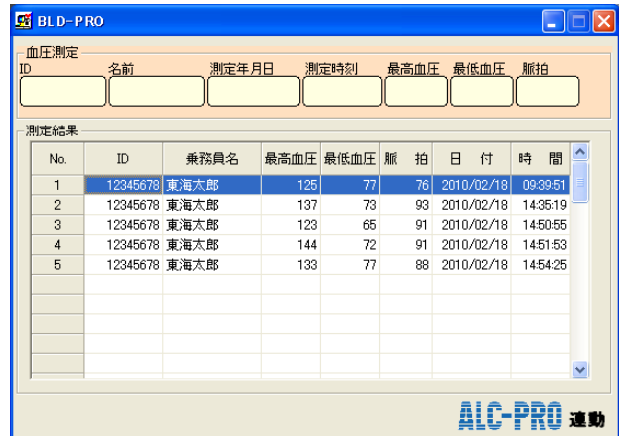 BLD-PRO
血圧測定
ID 名前 測定年月日 測定時刻 最高血圧 最低血圧 脈拍
測定結果
No. ID 乗務員名 最高血圧 最低血圧 脈 拍 日 付 時 間
1 12345678 東海太郎 125 77 76 2010/02/18 09:39:51
2 12345678 東海太郎 137 73 93 2010/02/18 14:35:19
3 12345678 東海太郎 123 65 91 2010/02/18 14:50:55
4 12345678 東海太郎 144 72 91 2010/02/18 14:51:53
5 12345678 東海太郎 133 77 88 2010/02/18 14:54:25
ALC-PRO 連動